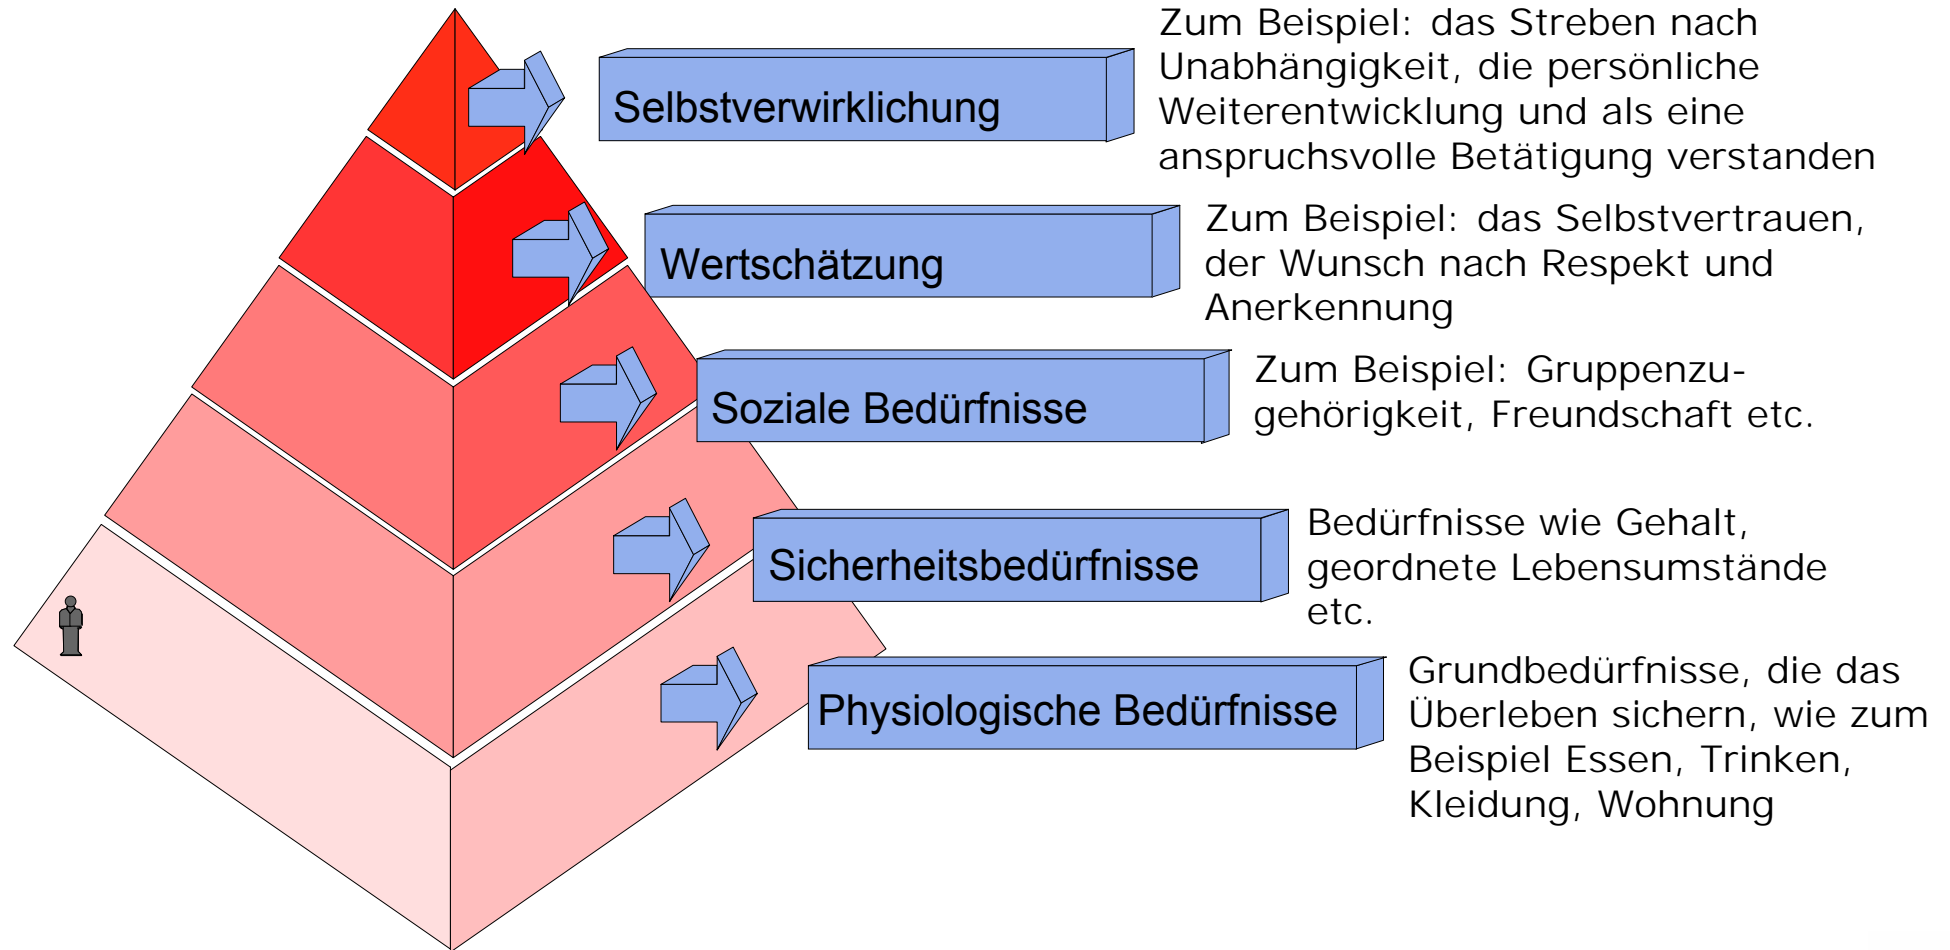 Selbstverwirklichung
Zum Beispiel: das Streben nach
Unabhängigkeit, die persönliche
Weiterentwicklung und als eine
anspruchsvolle Betätigung verstanden
Wertschätzung
Zum Beispiel: das Selbstvertrauen,
der Wunsch nach Respekt und
Anerkennung
Soziale Bedürfnisse
Zum Beispiel: Gruppenzu-
gehörigkeit, Freundschaft etc.
Sicherheitsbedürfnisse
Bedürfnisse wie Gehalt,
geordnete Lebensumstände
etc.
Physiologische Bedürfnisse
Grundbedürfnisse, die das
Überleben sichern, wie zum
Beispiel Essen, Trinken,
Kleidung, Wohnung